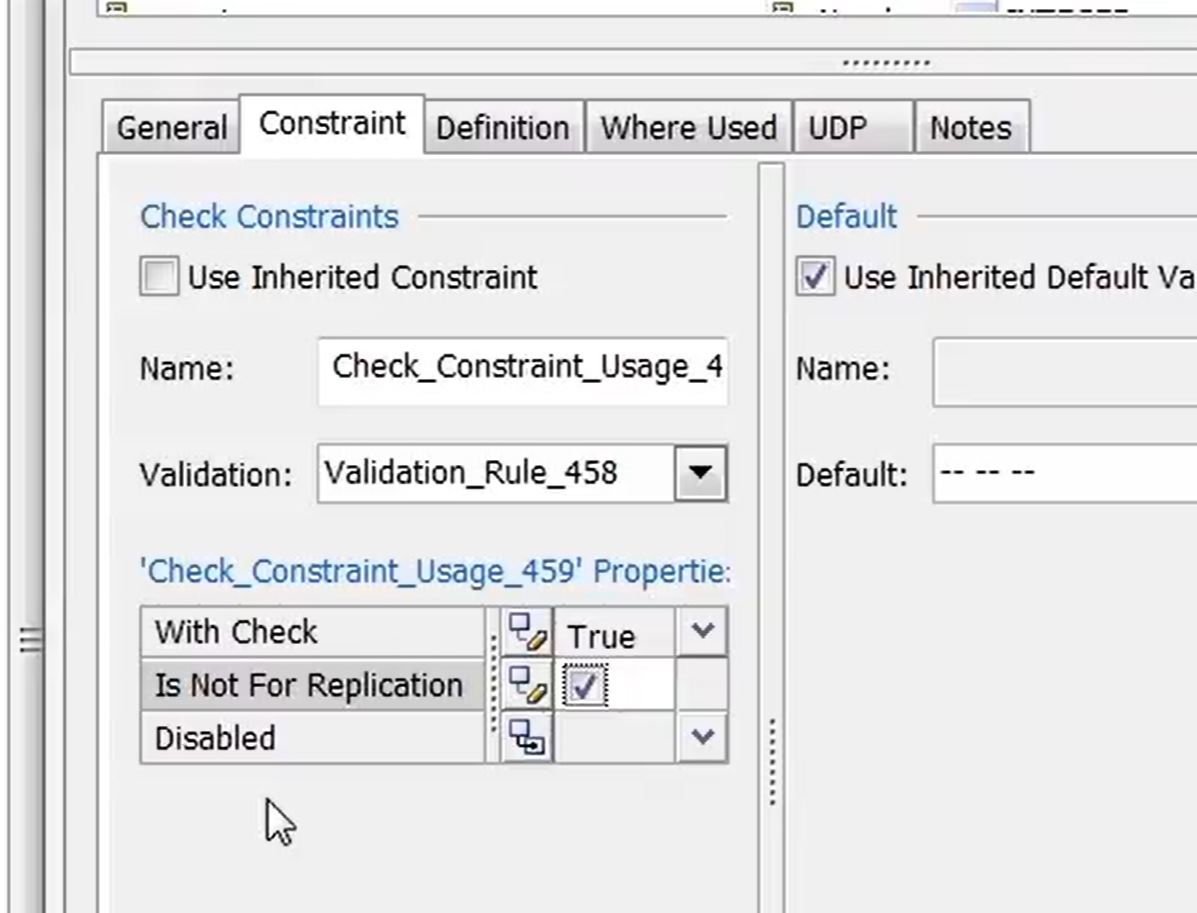 General Constraint Definition Where Used UDP Notes
Check Constraints
Use Inherited Constraint
Name: Check_Constraint_Usage_4
Validation: Validation_Rule_458
'Check_Constraint_Usage_459' Propertie
With Check True
Is Not For Replication
Disabled
Default
Use Inherited Default Va
Name:
Default: -- -- --